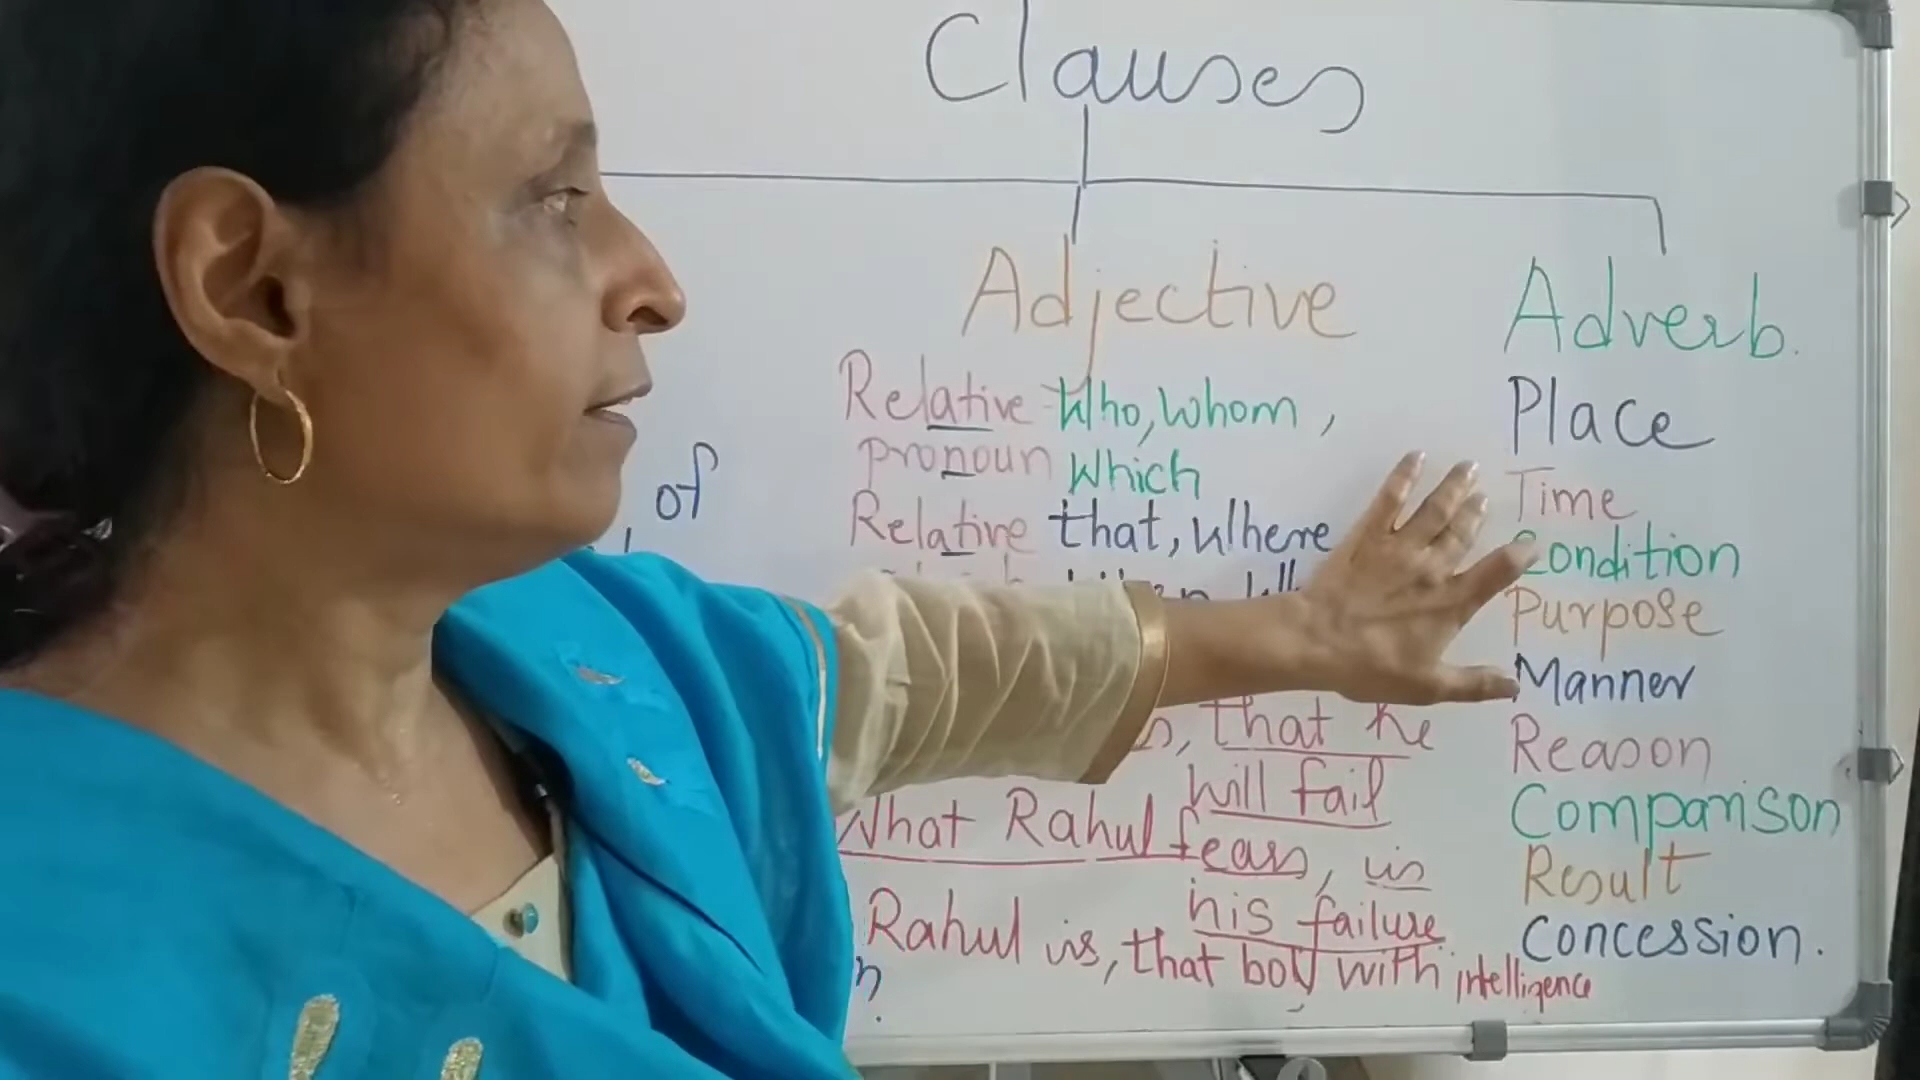 Clauses
Adjective
Relative Who, Whom,
pronoun Which
Relative that, Where
that he
will fail
What Rahul fears, is
his failure
Rahul is, that boy with intelligence
of
Adverb.
Place
Time
Condition
Purpose
Manner
Reason
Comparison
Result
Concession.